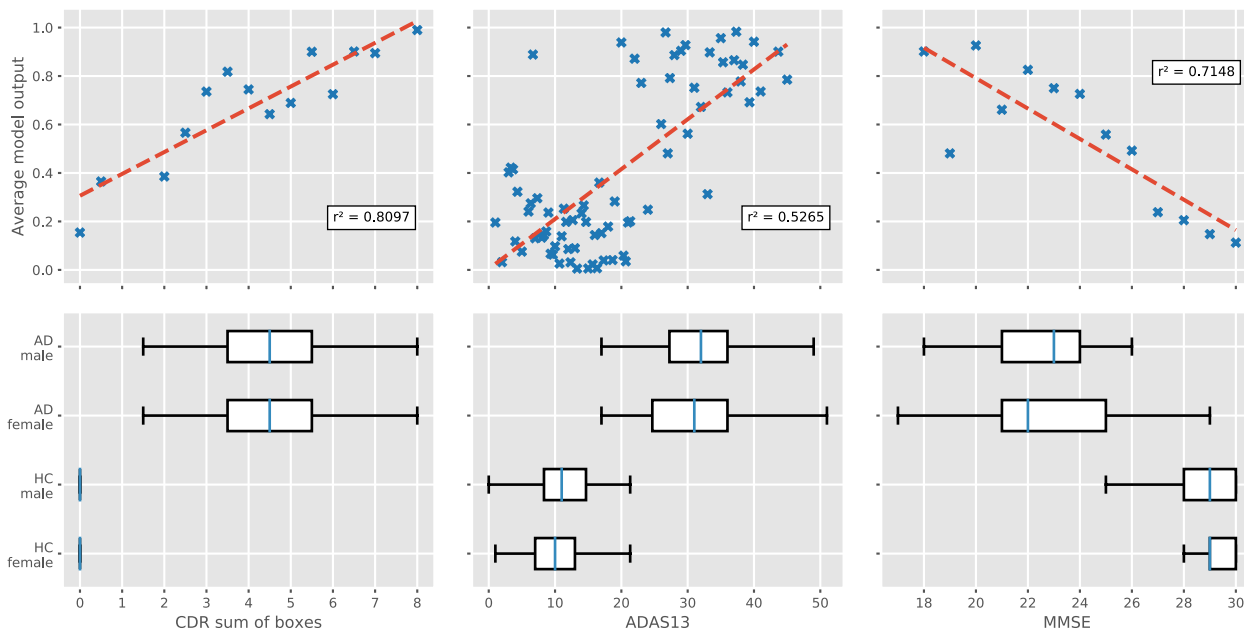 1.0
0.8
0.6
0.4
0.2
0.0
Average model output
r² = 0.8097
r² = 0.5265
r² = 0.7148
AD
male
AD
female
HC
male
HC
female
0 1 2 3 4 5 6 7 8
CDR sum of boxes
0 10 20 30 40 50
ADAS13
18 20 22 24 26 28 30
MMSE